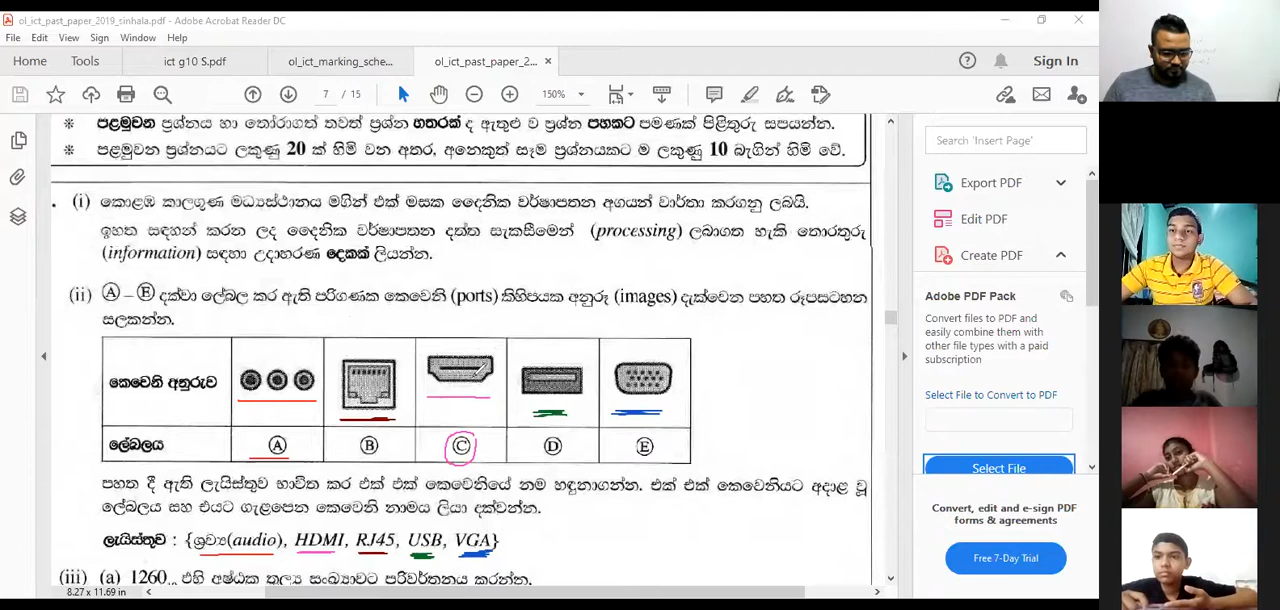 ol_ict_past_paper_2019_sinhala.pdf - Adobe Acrobat Reader DC
File Edit View Sign Window Help
Home Tools ict g10 S.pdf ol_ict_marking_sche... ol_ict_past_paper_2... × Sign In
7 / 15 150%
※ පළමුවන ප්‍රශ්නය හා තෝරාගත් තවත් ප්‍රශ්න හතරක් ද ඇතුළු ව ප්‍රශ්න පහකට පමණක් පිළිතුරු සපයන්න.
※ පළමුවන ප්‍රශ්නයට ලකුණු 20 ක් හිමි වන අතර, අනෙකුත් සෑම ප්‍රශ්නයකට ම ලකුණු 10 බැගින් හිමි වේ.
(i) කොළඹ කාලගුණ මධ්‍යස්ථානය මගින් එක් මසක දෛනික වර්ෂාපතන අගයන් වාර්තා කරගනු ලබයි.
ඉහත සඳහන් කරන ලද දෛනික වර්ෂාපතන දත්ත සැකසීමෙන් (processing) ලබාගත හැකි තොරතුරු
(information) සඳහා උදාහරණ දෙකක් ලියන්න.
(ii) Ⓐ – Ⓔ දක්වා ලේබල කර ඇති පරිගණක කෙවෙනි (ports) කිහිපයක අනුරූ (images) දැක්වෙන පහත රූපසටහන
සලකන්න.
කෙවෙනි අනුරුව
ලේබලය Ⓐ Ⓑ Ⓒ Ⓓ Ⓔ
පහත දී ඇති ලැයිස්තුව භාවිත කර එක් එක් කෙවෙනියේ නම හඳුනාගන්න. එක් එක් කෙවෙනියට අදාළ වූ
ලේබලය සහ එයට ගැළපෙන කෙවෙනි නාමය ලියා දක්වන්න.
ලැයිස්තුව : {ශ්‍රව්‍ය(audio), HDMI, RJ45, USB, VGA}
(iii) (a) 1260₁₀ එහි අෂ්ඨක තුල්‍ය සංඛ්‍යාවට පරිවර්තනය කරන්න.
8.27 x 11.69 in
Search 'Insert Page'
Export PDF
Edit PDF
Create PDF
Adobe PDF Pack
Convert files to PDF and
easily combine them with
other file types with a paid
subscription
Select File to Convert to PDF
Select File
Convert, edit and e-sign PDF
forms & agreements
Free 7-Day Trial